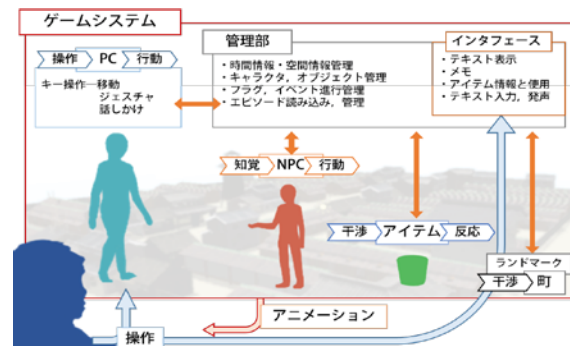 ゲームシステム
操作 PC 行動
キー操作ー移動
ジェスチャ
話しかけ
管理部
・時間情報・空間情報管理
・キャラクタ，オブジェクト管理
・フラグ，イベント進行管理
・エピソード読み込み，管理
インタフェース
・テキスト表示
・メモ
・アイテム情報と使用
・テキスト入力，発声
知覚 NPC 行動
干渉 アイテム 反応
ランドマーク
干渉 町
アニメーション
操作